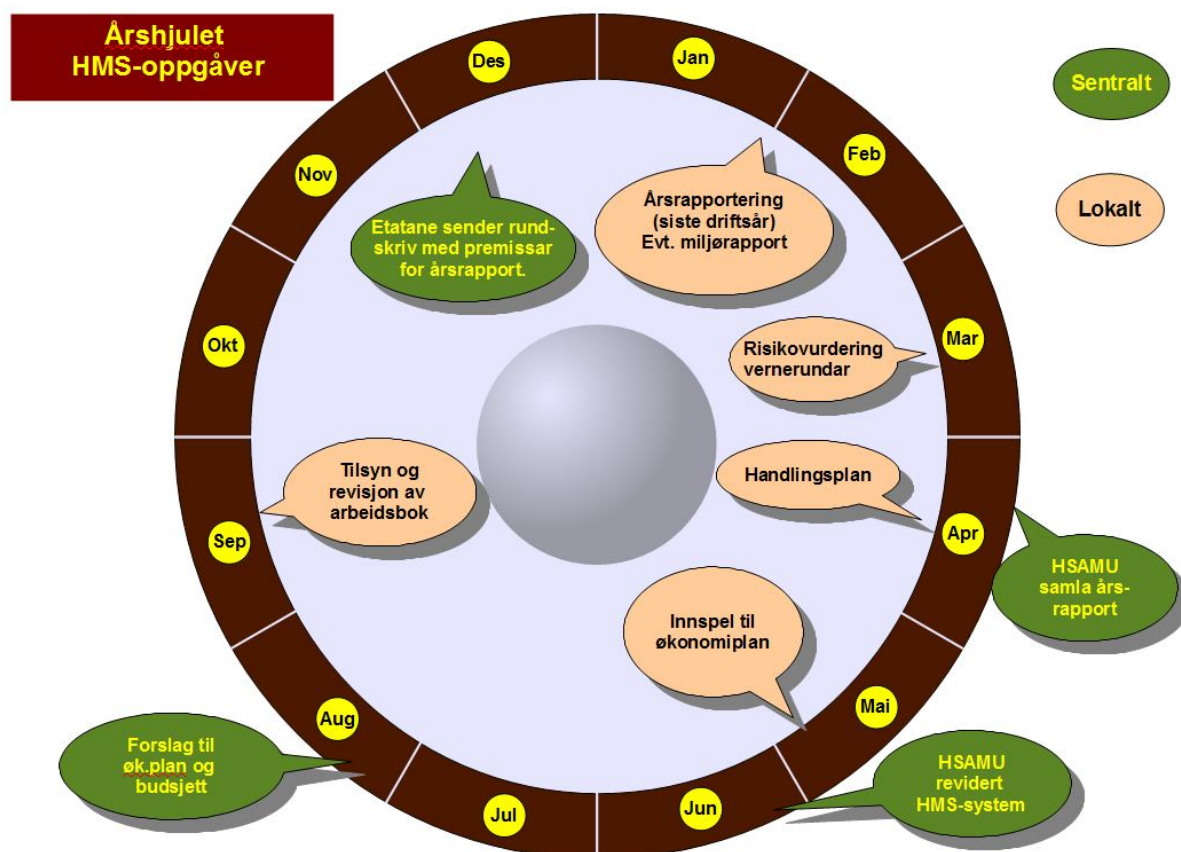 Årshjulet
HMS-oppgåver
Des
Jan
Sentralt
Nov
Feb
Etatane sender rund-
skriv med premissar
for årsrapport.
Årsrapportering
(siste driftsår)
Evt. miljørapport
Lokalt
Okt
Mar
Risikovurdering
vernerundar
Tilsyn og
revisjon av
arbeidsbok
Handlingsplan
Sep
Apr
HSAMU
samla års-
rapport
Innspel til
økonomiplan
Aug
Mai
Forslag til
øk.plan og
budsjett
HSAMU
revidert
HMS-system
Jul
Jun